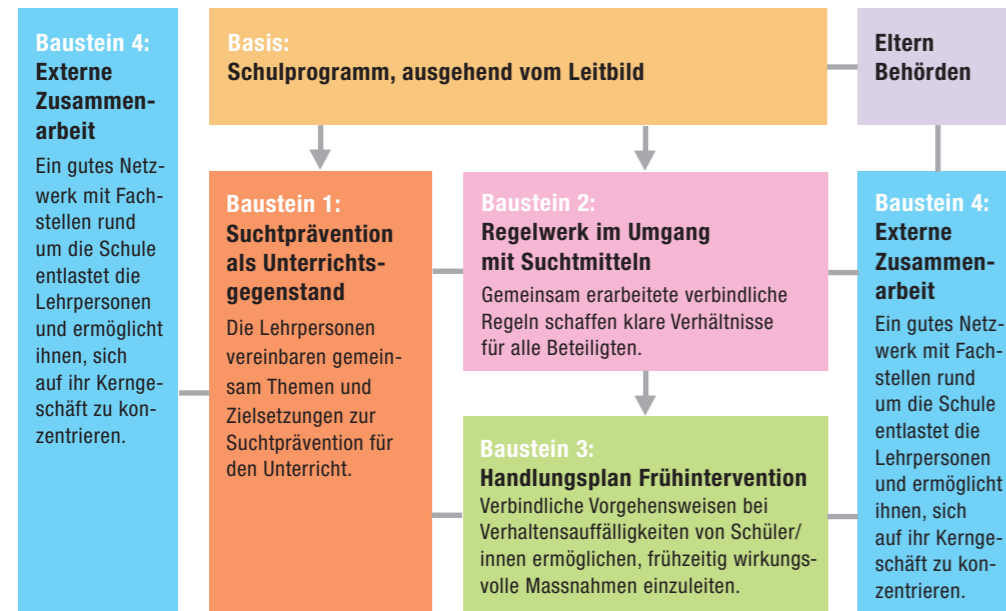 Baustein 4:
Externe
Zusammen-
arbeit
Ein gutes Netz-
werk mit Fach-
stellen rund
um die Schule
entlastet die
Lehrpersonen
und ermöglicht
ihnen, sich
auf ihr Kernge-
schäft zu kon-
zentrieren.
Basis:
Schulprogramm, ausgehend vom Leitbild
Eltern
Behörden
Baustein 1:
Suchtprävention
als Unterrichts-
gegenstand
Die Lehrpersonen
vereinbaren gemein-
sam Themen und
Zielsetzungen zur
Suchtprävention für
den Unterricht.
Baustein 2:
Regelwerk im Umgang
mit Suchtmitteln
Gemeinsam erarbeitete verbindliche
Regeln schaffen klare Verhältnisse
für alle Beteiligten.
Baustein 3:
Handlungsplan Frühintervention
Verbindliche Vorgehensweisen bei
Verhaltensauffälligkeiten von Schüler/
innen ermöglichen, frühzeitig wirkungs-
volle Massnahmen einzuleiten.
Baustein 4:
Externe
Zusammen-
arbeit
Ein gutes Netz-
werk mit Fach-
stellen rund
um die Schule
entlastet die
Lehrpersonen
und ermöglicht
ihnen, sich
auf ihr Kernge-
schäft zu kon-
zentrieren.